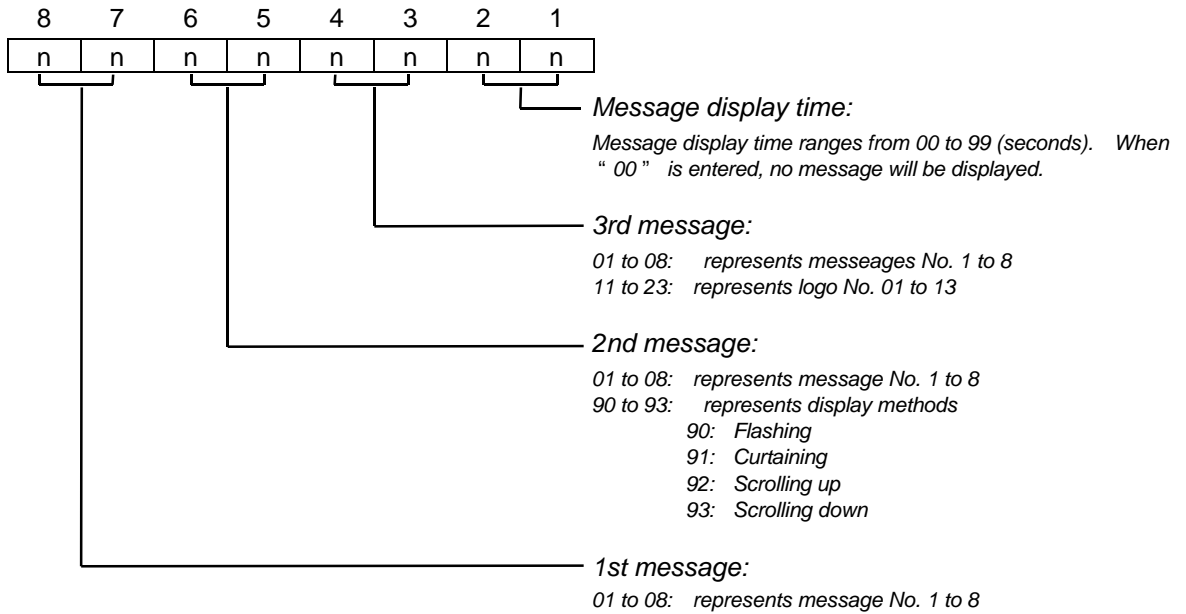 8 7 6 5 4 3 2 1
n n n n n n n n
Message display time:
Message display time ranges from 00 to 99 (seconds). When
“ 00 ” is entered, no message will be displayed.
3rd message:
01 to 08: represents messeages No. 1 to 8
11 to 23: represents logo No. 01 to 13
2nd message:
01 to 08: represents message No. 1 to 8
90 to 93: represents display methods
90: Flashing
91: Curtaining
92: Scrolling up
93: Scrolling down
1st message:
01 to 08: represents message No. 1 to 8